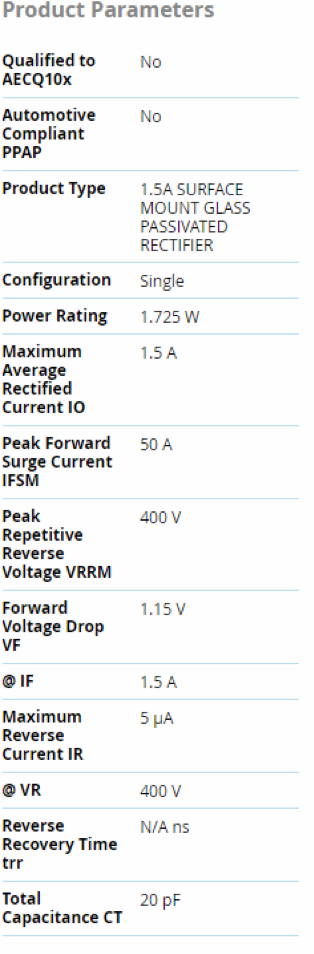 Product Parameters
Qualified to AECQ10x No
Automotive Compliant PPAP No
Product Type 1.5A SURFACE MOUNT GLASS PASSIVATED RECTIFIER
Configuration Single
Power Rating 1.725 W
Maximum Average Rectified Current IO 1.5 A
Peak Forward Surge Current IFSM 50 A
Peak Repetitive Reverse Voltage VRRM 400 V
Forward Voltage Drop VF 1.15 V
@ IF 1.5 A
Maximum Reverse Current IR 5 µA
@ VR 400 V
Reverse Recovery Time trr N/A ns
Total Capacitance CT 20 pF